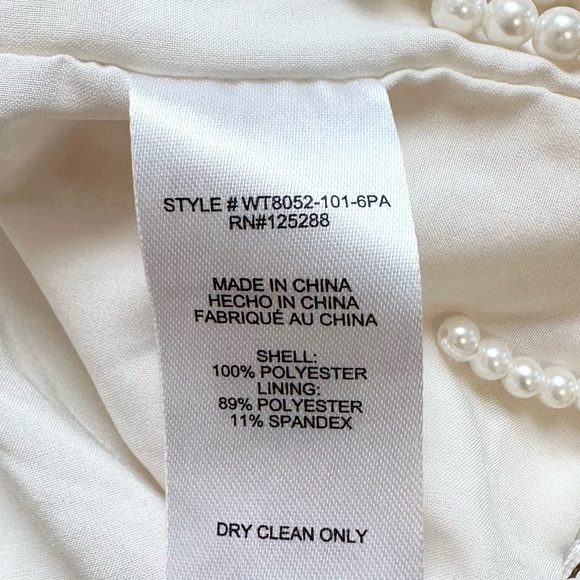 STYLE # WT8052-101-6PA
RN#125288
MADE IN CHINA
HECHO IN CHINA
FABRIQUÉ AU CHINA
SHELL:
100% POLYESTER
LINING:
89% POLYESTER
11% SPANDEX
DRY CLEAN ONLY